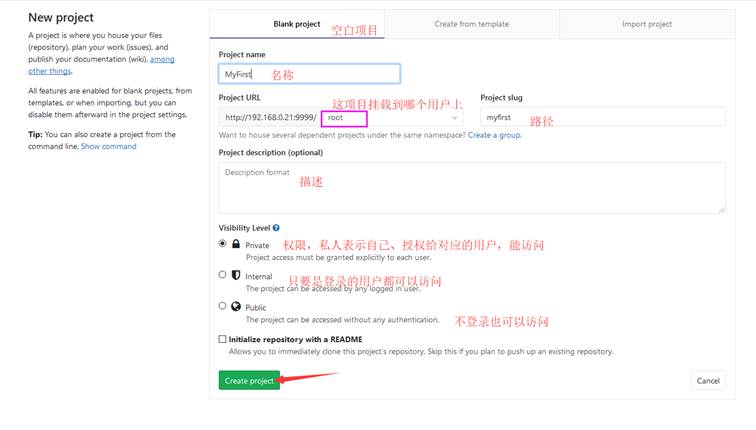 New project
A project is where you house your files
(repository), plan your work (issues), and
publish your documentation (wiki), among
other things.
All features are enabled for blank projects, from
templates, or when importing, but you can
disable them afterward in the project settings.
Tip: You can also create a project from the
command line. Show command
Blank project
空白项目
Create from template
Import project
Project name
MyFirst
名称
Project URL
这项目挂载到哪个用户上
Project slug
http://192.168.0.21:9999/
root
myfirst
路径
Want to house several dependent projects under the same namespace? Create a group.
Project description (optional)
Description format
描述
Visibility Level
Private
权限，私人表示自己、授权给对应的用户，能访问
Project access must be granted explicitly to each user.
Internal
只要是登录的用户都可以访问
The project can be accessed by any logged in user.
Public
The project can be accessed without any authentication.
不登录也可以访问
Initialize repository with a README
Allows you to immediately clone this project's repository. Skip this if you plan to push up an existing repository.
Create project
Cancel